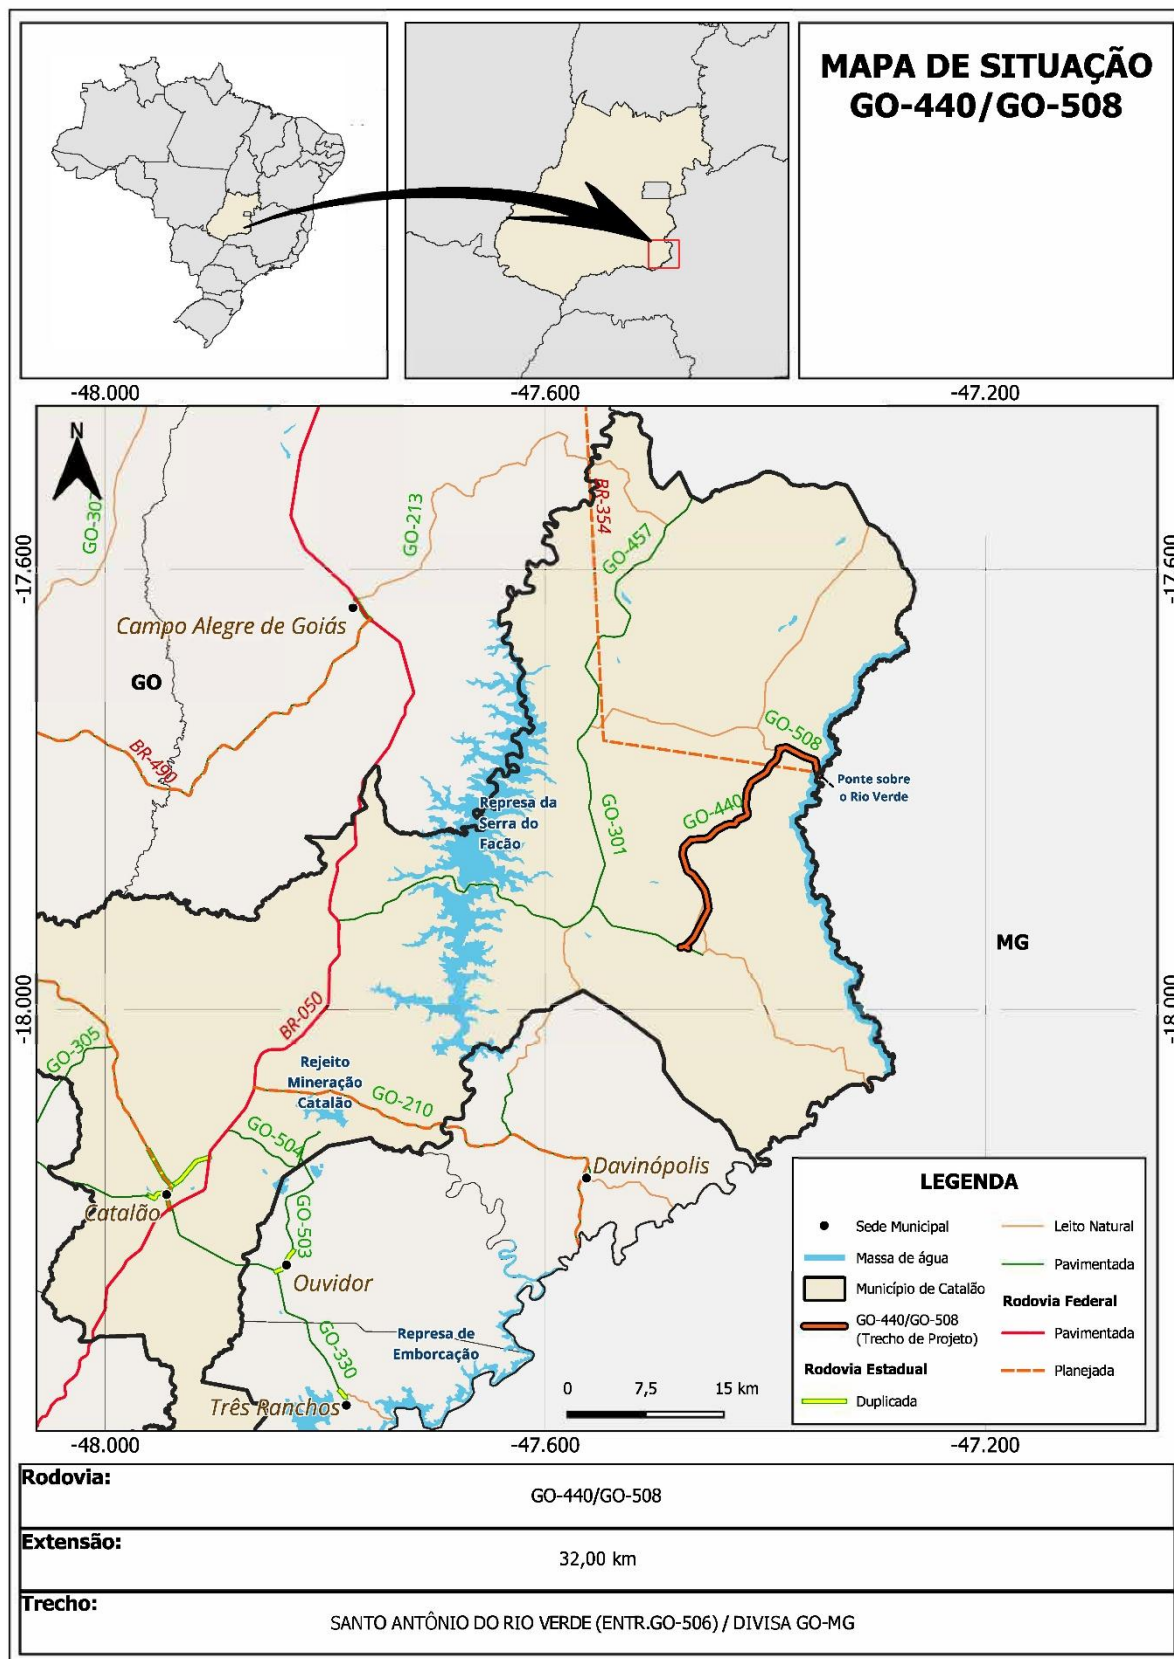 MAPA DE SITUAÇÃO
GO-440/GO-508
-48.000
-47.600
-47.200
N
GO-213
BR-354
GO-457
-17.600
-17.600
Campo Alegre de Goiás
GO
GO-508
BR-490
Ponte sobre
o Rio Verde
Represa da
Serra do
Facão
GO-440
GO-301
MG
-18.000
-18.000
BR-050
GO-305
Rejeito
Mineração
Catalão
GO-210
GO-504
Davinópolis
Catalão
GO-503
Ouvidor
Represa de
Emborcação
GO-330
Três Ranchos
0 7,5 15 km
LEGENDA
Sede Municipal
Massa de água
Município de Catalão
GO-440/GO-508
(Trecho de Projeto)
Rodovia Estadual
Duplicada
Leito Natural
Pavimentada
Rodovia Federal
Pavimentada
Planejada
-48.000
-47.600
-47.200
Rodovia:
GO-440/GO-508
Extensão:
32,00 km
Trecho:
SANTO ANTÔNIO DO RIO VERDE (ENTR.GO-506) / DIVISA GO-MG